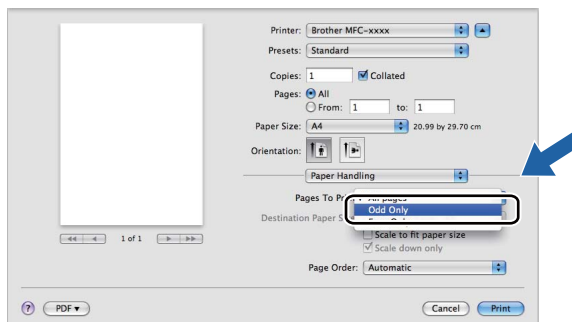 Printer: Brother MFC-xxxx
Presets: Standard
Copies: 1 Collated
Pages: All
From: 1 to: 1
Paper Size: A4 20.99 by 29.70 cm
Orientation:
Paper Handling
Pages To All pages
Odd Only
Destination Paper
Scale to fit paper size
1 of 1
Scale down only
Page Order: Automatic
? PDF Cancel Print